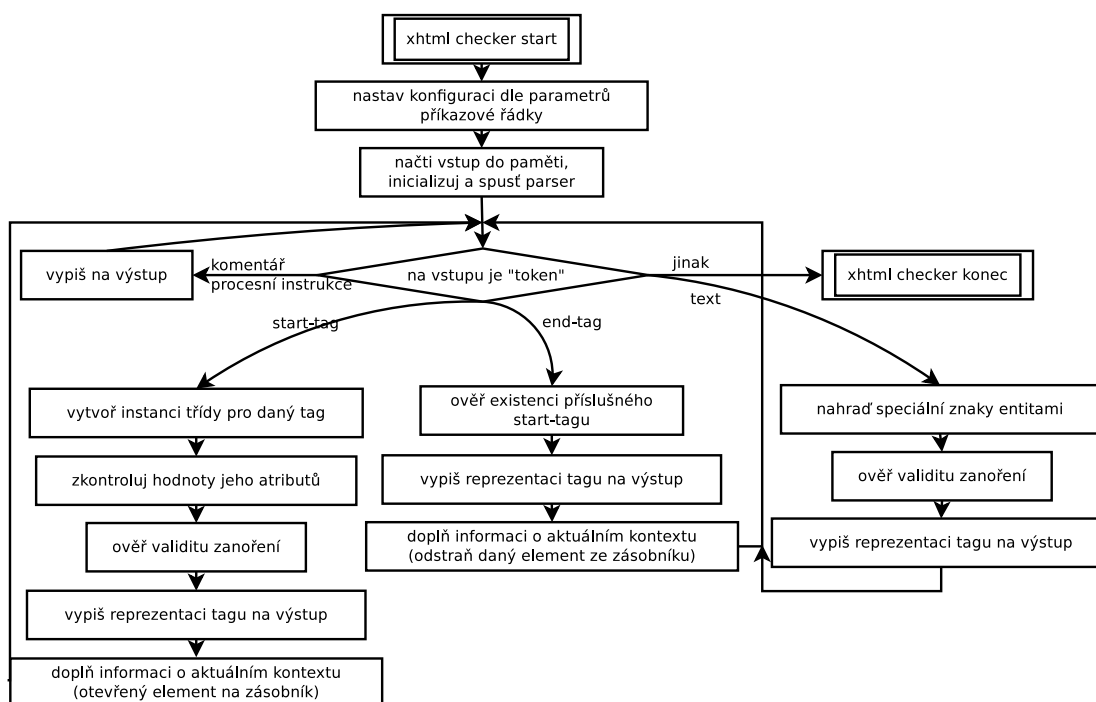 xhtml checker start
nastav konfiguraci dle parametrů
příkazové řádky
načti vstup do paměti,
inicializuj a spusť parser
vypiš na výstup
komentář
procesní instrukce
na vstupu je "token"
jinak
xhtml checker konec
text
start-tag
end-tag
vytvoř instanci třídy pro daný tag
zkontroluj hodnoty jeho atributů
ověř validitu zanoření
vypiš reprezentaci tagu na výstup
doplň informaci o aktuálním kontextu
(otevřený element na zásobník)
ověř existenci příslušného
start-tagu
vypiš reprezentaci tagu na výstup
doplň informaci o aktuálním kontextu
(odstraň daný element ze zásobníku)
nahraď speciální znaky entitami
ověř validitu zanoření
vypiš reprezentaci tagu na výstup